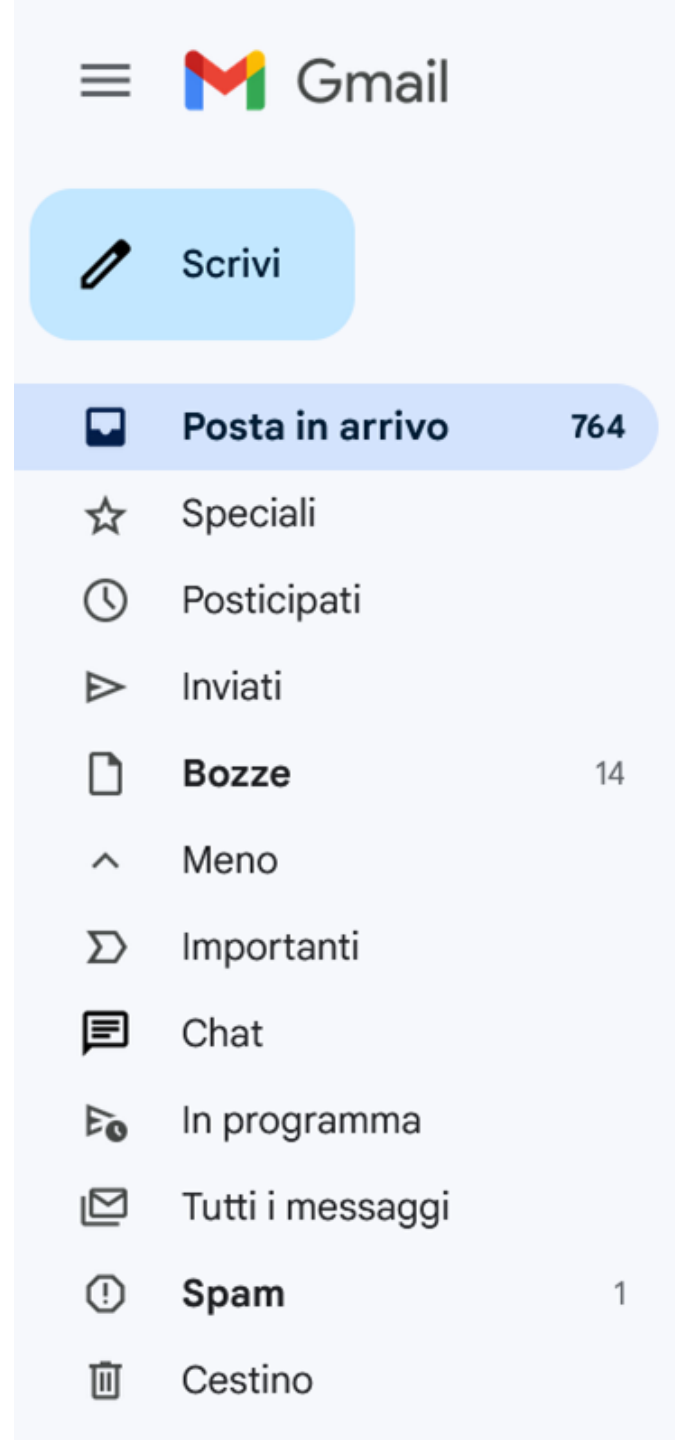 Gmail
Scrivi
Posta in arrivo 764
Speciali
Posticipati
Inviati
Bozze 14
Meno
Importanti
Chat
In programma
Tutti i messaggi
Spam 1
Cestino